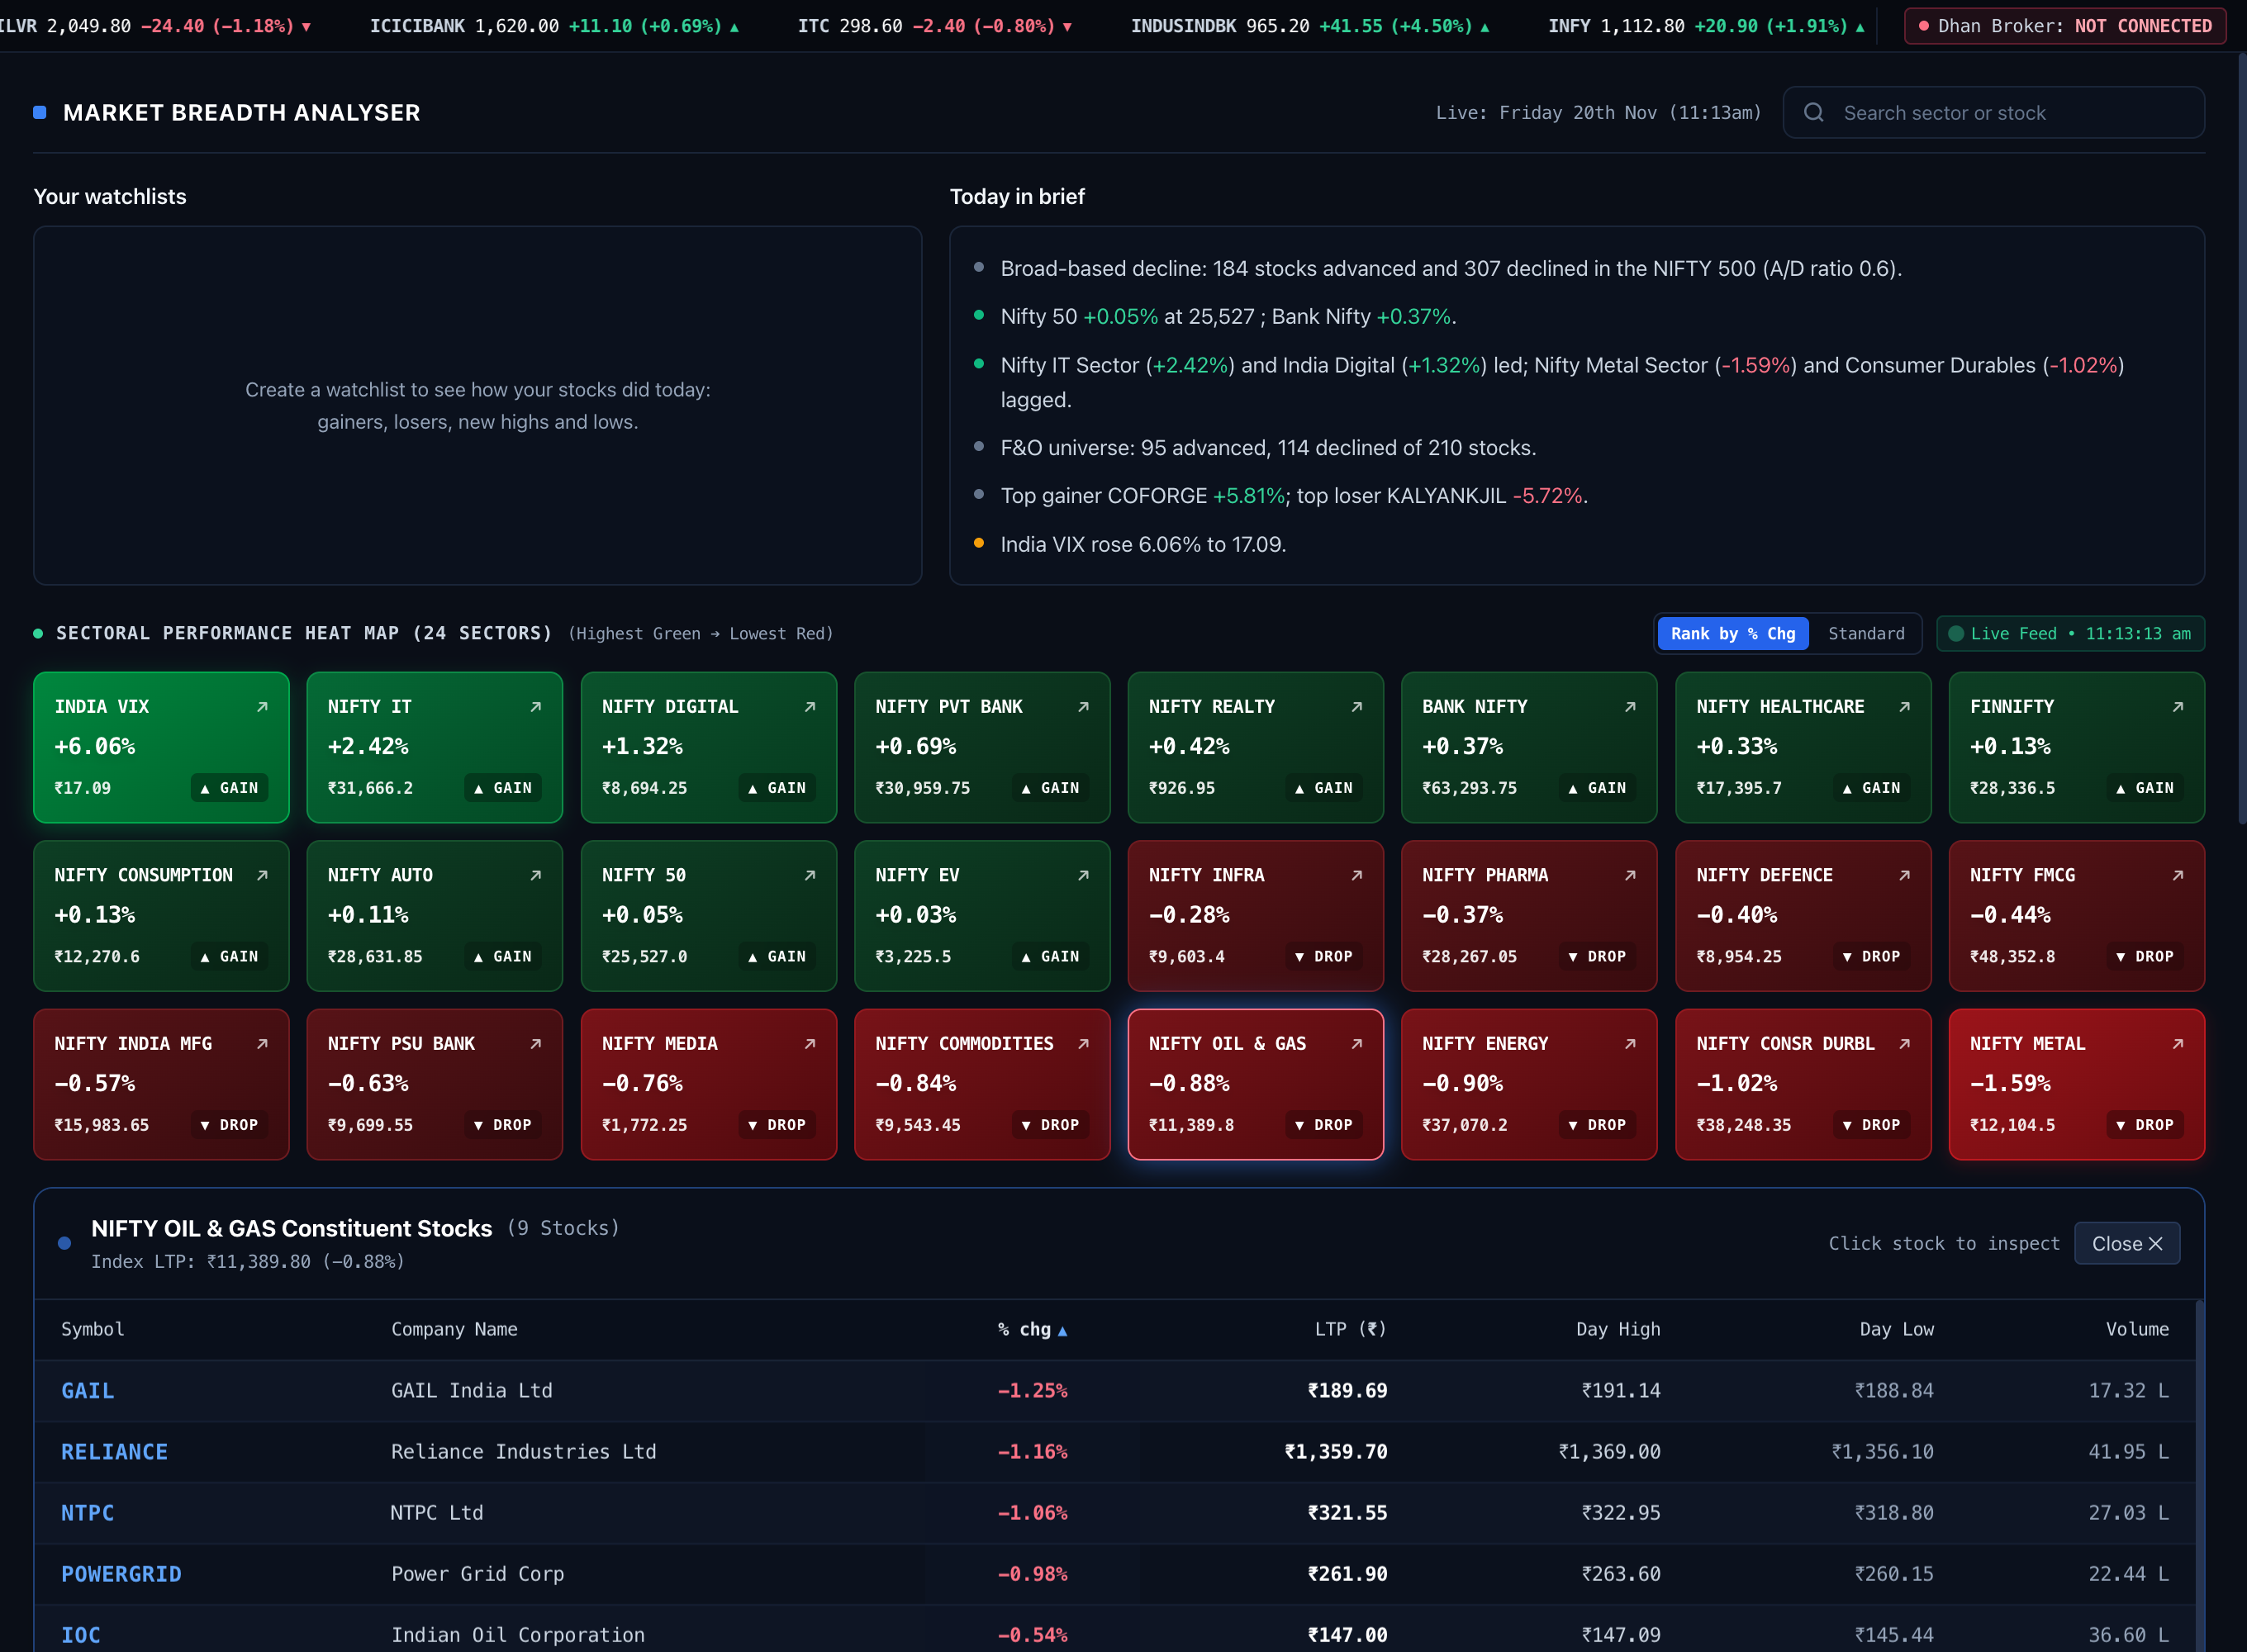 ILVR 2,049.80 −24.40 (−1.18%) ▼ ICICIBANK 1,620.00 +11.10 (+0.69%) ▲ ITC 298.60 −2.40 (−0.80%) ▼ INDUSINDBK 965.20 +41.55 (+4.50%) ▲ INFY 1,112.80 +20.90 (+1.91%) ▲ Dhan Broker: NOT CONNECTED
MARKET BREADTH ANALYSER Live: Friday 20th Nov (11:13am) Search sector or stock
Your watchlists
Create a watchlist to see how your stocks did today:
gainers, losers, new highs and lows.
Today in brief
Broad-based decline: 184 stocks advanced and 307 declined in the NIFTY 500 (A/D ratio 0.6).
Nifty 50 +0.05% at 25,527 ; Bank Nifty +0.37%.
Nifty IT Sector (+2.42%) and India Digital (+1.32%) led; Nifty Metal Sector (-1.59%) and Consumer Durables (-1.02%)
lagged.
F&O universe: 95 advanced, 114 declined of 210 stocks.
Top gainer COFORGE +5.81%; top loser KALYANKJIL -5.72%.
India VIX rose 6.06% to 17.09.
SECTORAL PERFORMANCE HEAT MAP (24 SECTORS) (Highest Green → Lowest Red) Rank by % Chg Standard Live Feed • 11:13:13 am
INDIA VIX ↗ NIFTY IT ↗ NIFTY DIGITAL ↗ NIFTY PVT BANK ↗ NIFTY REALTY ↗ BANK NIFTY ↗ NIFTY HEALTHCARE ↗ FINNIFTY ↗
+6.06% +2.42% +1.32% +0.69% +0.42% +0.37% +0.33% +0.13%
₹17.09 ▲ GAIN ₹31,666.2 ▲ GAIN ₹8,694.25 ▲ GAIN ₹30,959.75 ▲ GAIN ₹926.95 ▲ GAIN ₹63,293.75 ▲ GAIN ₹17,395.7 ▲ GAIN ₹28,336.5 ▲ GAIN
NIFTY CONSUMPTION ↗ NIFTY AUTO ↗ NIFTY 50 ↗ NIFTY EV ↗ NIFTY INFRA ↗ NIFTY PHARMA ↗ NIFTY DEFENCE ↗ NIFTY FMCG ↗
+0.13% +0.11% +0.05% +0.03% −0.28% −0.37% −0.40% −0.44%
₹12,270.6 ▲ GAIN ₹28,631.85 ▲ GAIN ₹25,527.0 ▲ GAIN ₹3,225.5 ▲ GAIN ₹9,603.4 ▼ DROP ₹28,267.05 ▼ DROP ₹8,954.25 ▼ DROP ₹48,352.8 ▼ DROP
NIFTY INDIA MFG ↗ NIFTY PSU BANK ↗ NIFTY MEDIA ↗ NIFTY COMMODITIES ↗ NIFTY OIL & GAS ↗ NIFTY ENERGY ↗ NIFTY CONSR DURBL ↗ NIFTY METAL ↗
−0.57% −0.63% −0.76% −0.84% −0.88% −0.90% −1.02% −1.59%
₹15,983.65 ▼ DROP ₹9,699.55 ▼ DROP ₹1,772.25 ▼ DROP ₹9,543.45 ▼ DROP ₹11,389.8 ▼ DROP ₹37,070.2 ▼ DROP ₹38,248.35 ▼ DROP ₹12,104.5 ▼ DROP
NIFTY OIL & GAS Constituent Stocks (9 Stocks)
Index LTP: ₹11,389.80 (−0.88%)
Click stock to inspect Close ✕
Symbol Company Name % chg ▲ LTP (₹) Day High Day Low Volume
GAIL GAIL India Ltd −1.25% ₹189.69 ₹191.14 ₹188.84 17.32 L
RELIANCE Reliance Industries Ltd −1.16% ₹1,359.70 ₹1,369.00 ₹1,356.10 41.95 L
NTPC NTPC Ltd −1.06% ₹321.55 ₹322.95 ₹318.80 27.03 L
POWERGRID Power Grid Corp −0.98% ₹261.90 ₹263.60 ₹260.15 22.44 L
IOC Indian Oil Corporation −0.54% ₹147.00 ₹147.09 ₹145.44 36.60 L